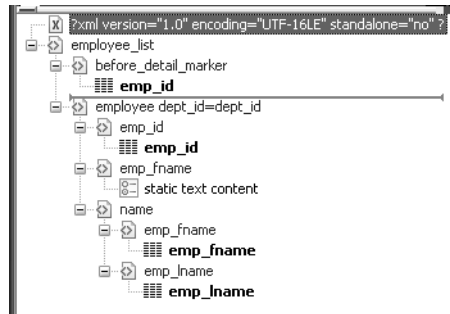 ?xml version="1.0" encoding="UTF-16LE" standalone="no" ?
employee_list
before_detail_marker
emp_id
employee dept_id=dept_id
emp_id
emp_id
emp_fname
static text content
name
emp_fname
emp_fname
emp_lname
emp_lname